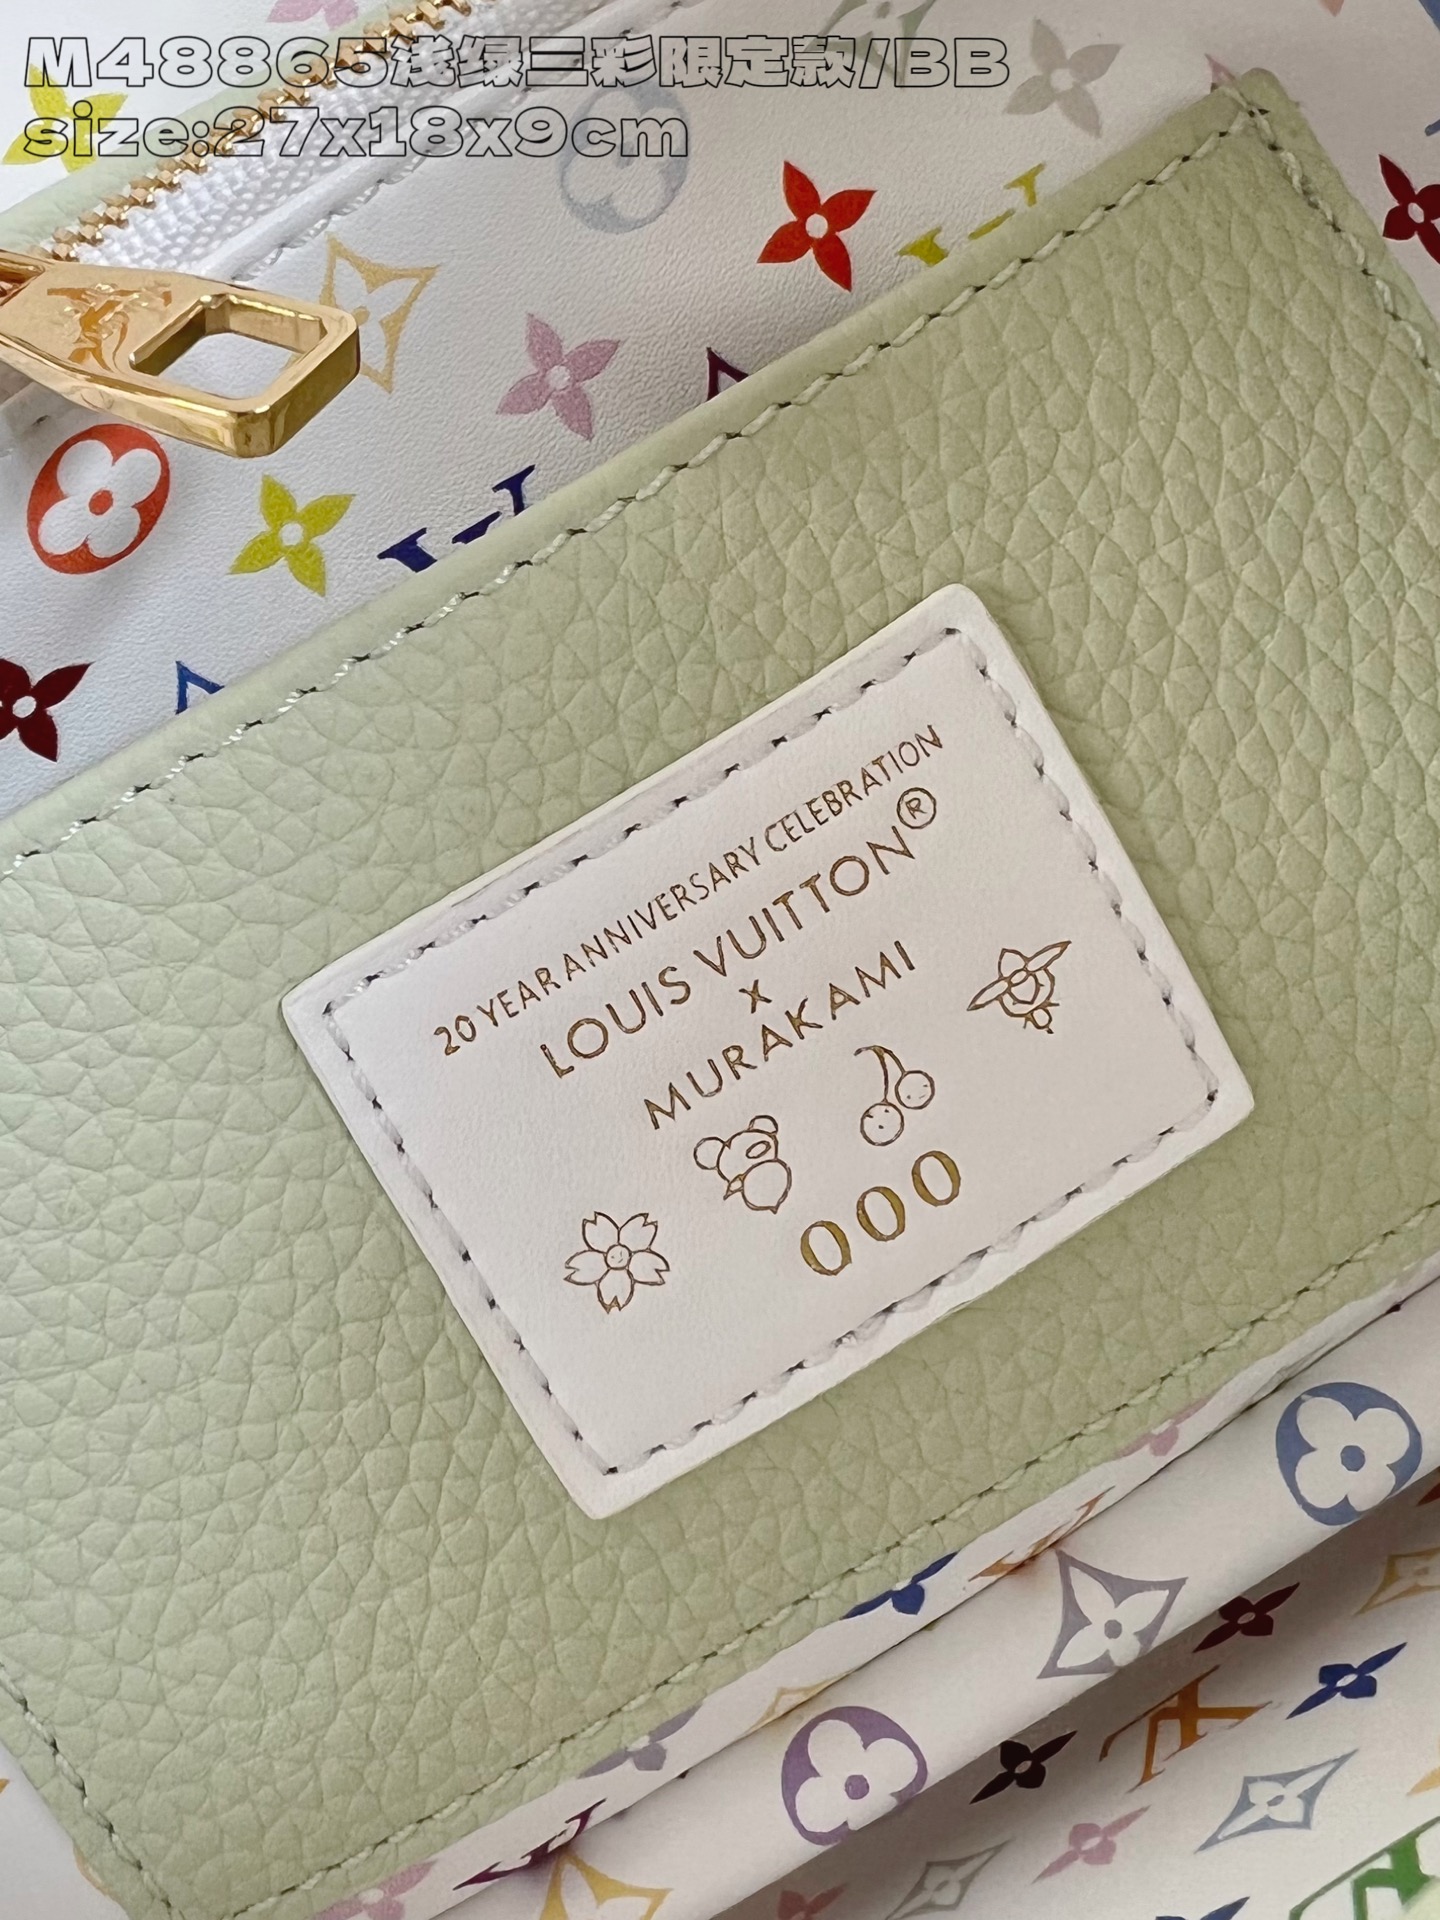 M48865浅绿三彩限定款/BB
size:27x18x9cm
20 YEAR ANNIVERSARY CELEBRATION
LOUIS VUITTON®
x
MURAKAMI
000